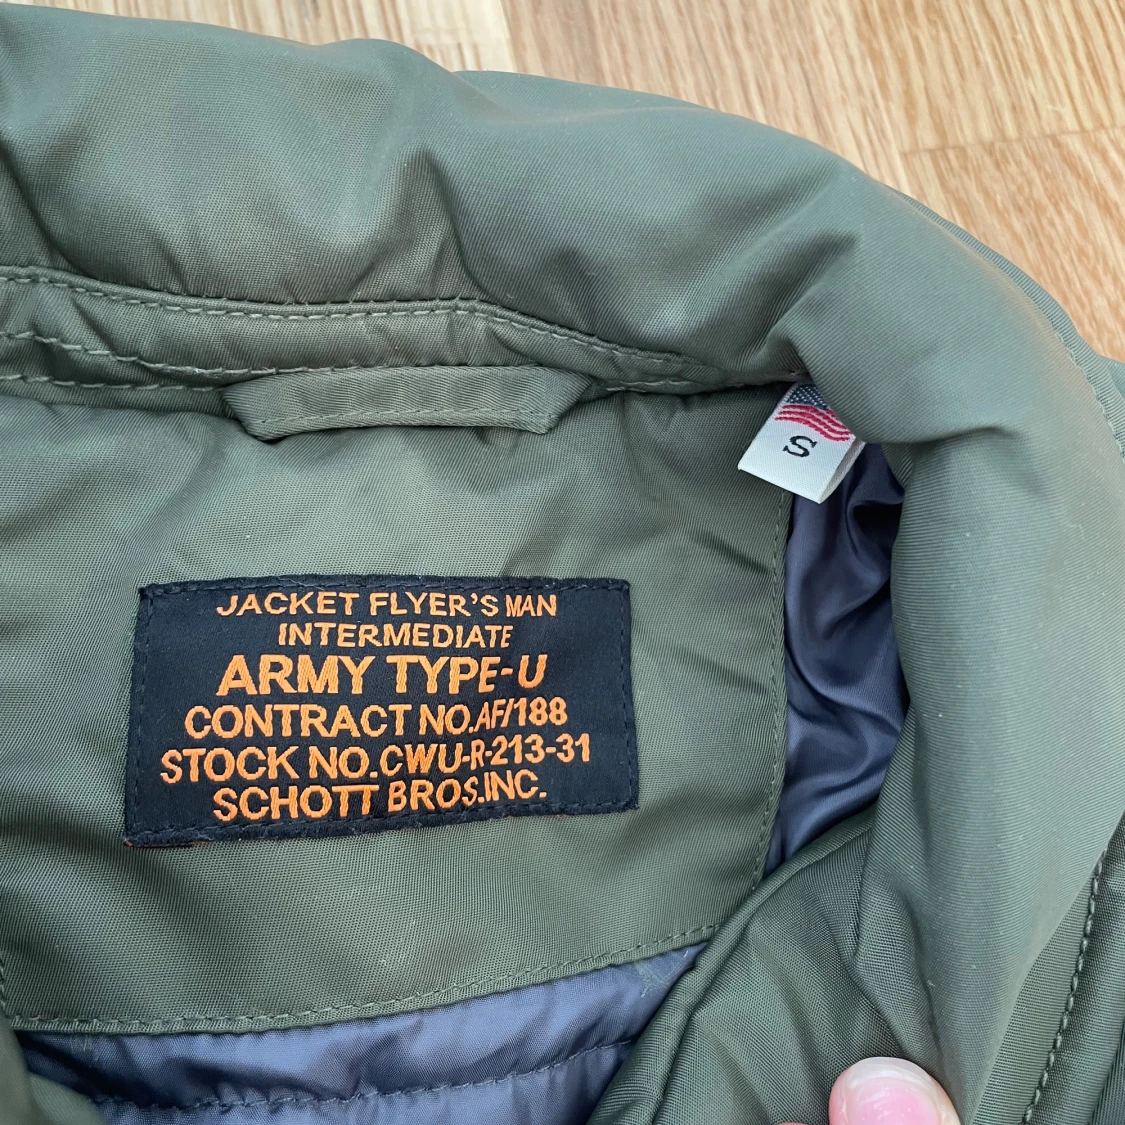 S
JACKET FLYER'S MAN
INTERMEDIATE
ARMY TYPE-U
CONTRACT NO.AF/188
STOCK NO.CWU-R-213-31
SCHOTT BROS.INC.